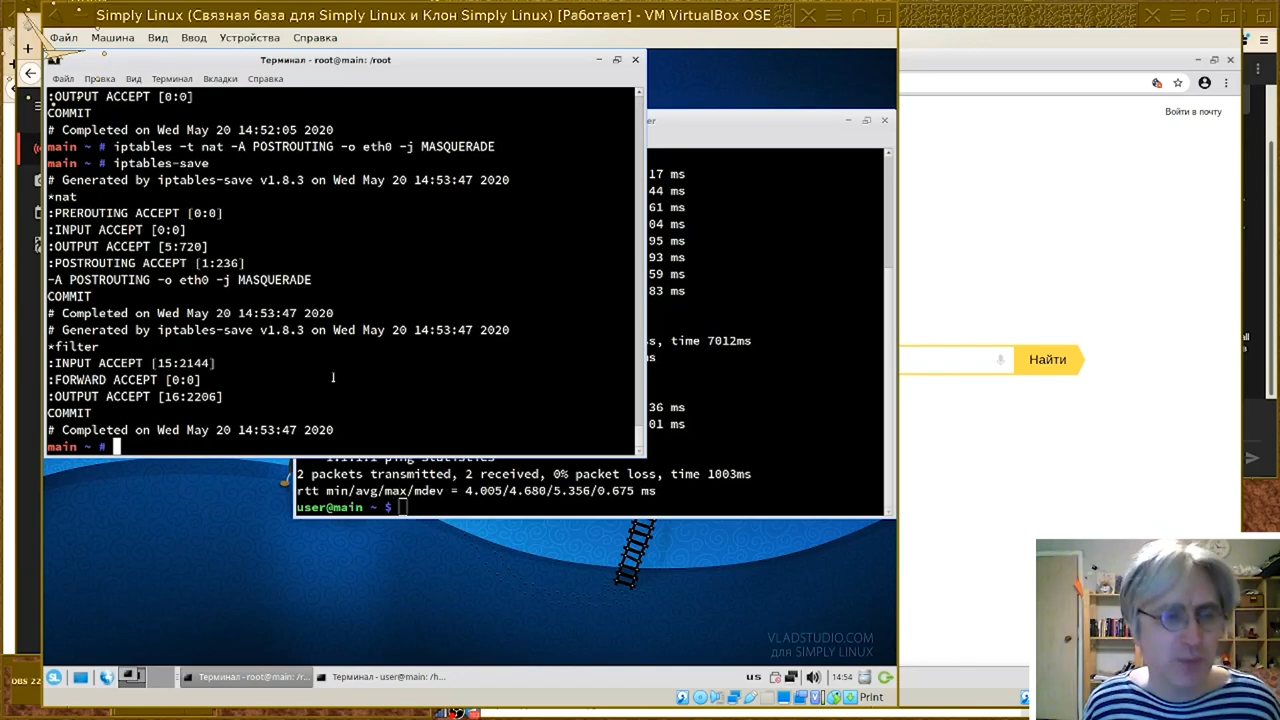 Simply Linux (Связная база для Simply Linux и Клон Simply Linux) [Работает] - VM VirtualBox OSE
Файл Машина Вид Ввод Устройства Справка
Терминал - root@main: /root
Файл Правка Вид Терминал Вкладки Справка
:OUTPUT ACCEPT [0:0]
COMMIT
# Completed on Wed May 20 14:52:05 2020
main ~ # iptables -t nat -A POSTROUTING -o eth0 -j MASQUERADE
main ~ # iptables-save
# Generated by iptables-save v1.8.3 on Wed May 20 14:53:47 2020
*nat
:PREROUTING ACCEPT [0:0]
:INPUT ACCEPT [0:0]
:OUTPUT ACCEPT [5:720]
:POSTROUTING ACCEPT [1:236]
-A POSTROUTING -o eth0 -j MASQUERADE
COMMIT
# Completed on Wed May 20 14:53:47 2020
# Generated by iptables-save v1.8.3 on Wed May 20 14:53:47 2020
*filter
:INPUT ACCEPT [15:2144]
:FORWARD ACCEPT [0:0]
:OUTPUT ACCEPT [16:2206]
COMMIT
# Completed on Wed May 20 14:53:47 2020
main ~ #
er
17 ms
44 ms
61 ms
04 ms
95 ms
93 ms
59 ms
83 ms
s, time 7012ms
s
36 ms
01 ms
2 packets transmitted, 2 received, 0% packet loss, time 1003ms
rtt min/avg/max/mdev = 4.005/4.680/5.356/0.675 ms
user@main ~ $
Войти в почту
Найти
VLADSTUDIO.COM
для SIMPLY LINUX
SL
Терминал - root@main: /r...
Терминал - user@main: /h...
us
14:54
Print
OBS 22